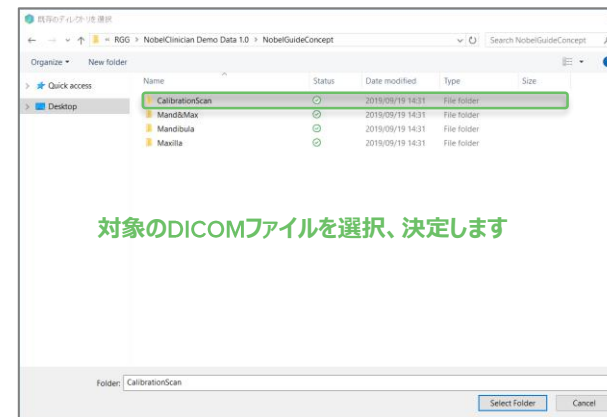 既存のディレクトリを選択
« RGG > NobelClinician Demo Data 1.0 > NobelGuideConcept
Search NobelGuideConcept
Organize
New folder
Quick access
Desktop
Name Status Date modified Type Size
CalibrationScan 2019/09/19 14:31 File folder
Mand&Max 2019/09/19 14:31 File folder
Mandibula 2019/09/19 14:31 File folder
Maxilla 2019/09/19 14:31 File folder
対象のDICOMファイルを選択、決定します
Folder: CalibrationScan
Select Folder Cancel